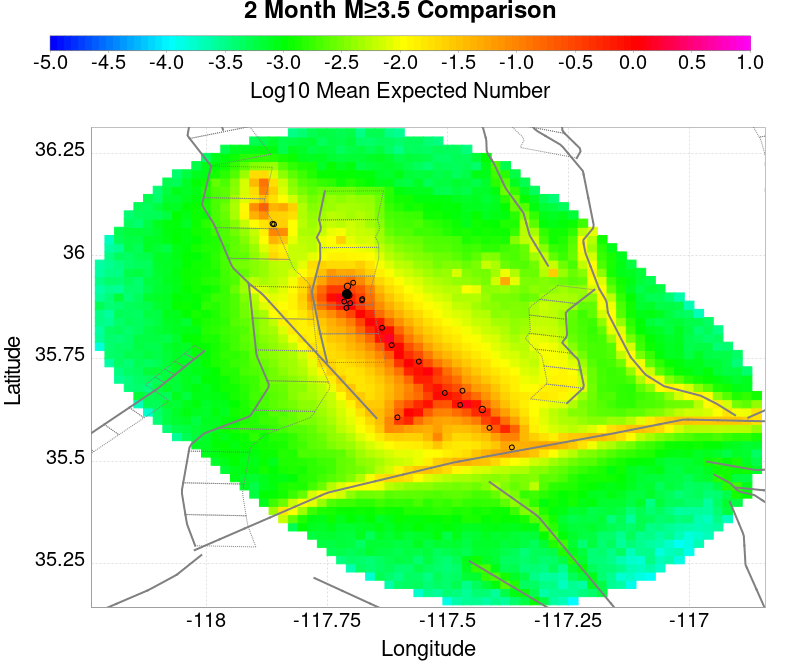 2 Month M≥3.5 Comparison
-5.0 -4.5 -4.0 -3.5 -3.0 -2.5 -2.0 -1.5 -1.0 -0.5 0.0 0.5 1.0
Log10 Mean Expected Number
36.25
36
35.75
35.5
35.25
Latitude
-118 -117.75 -117.5 -117.25 -117
Longitude